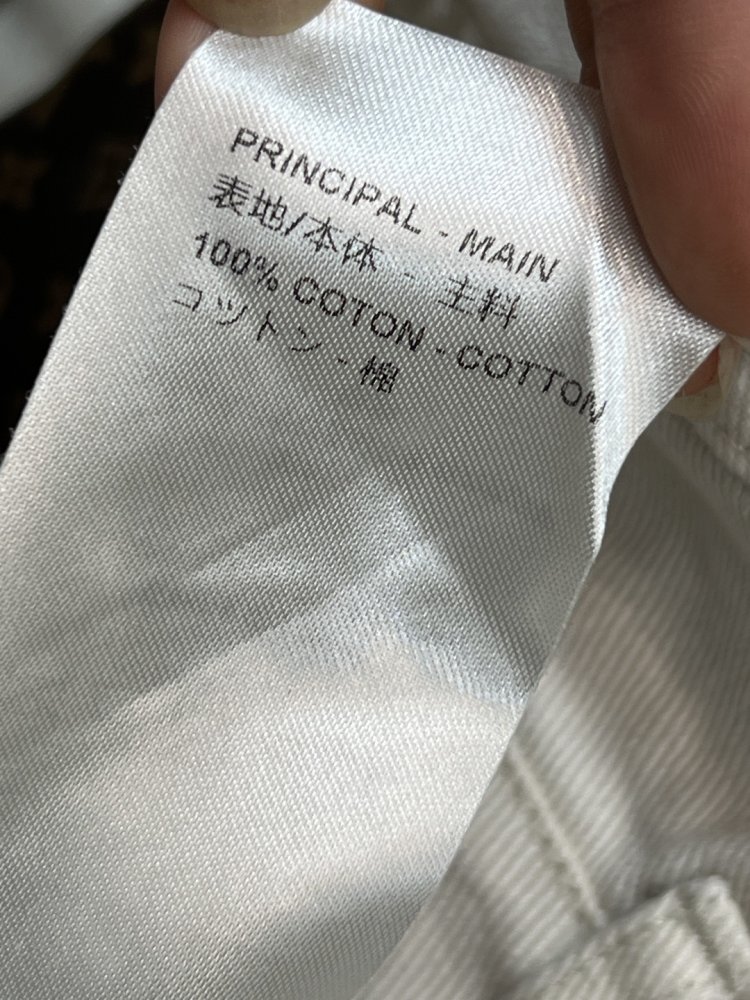 PRINCIPAL - MAIN
表地/本体 - 主料
100% COTON - COTTON
コットン - 棉